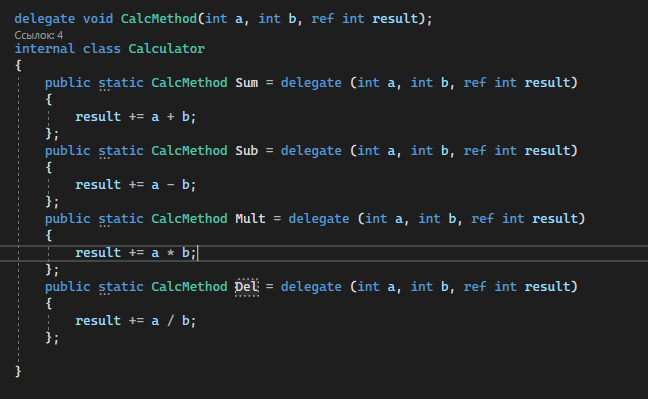 delegate void CalcMethod(int a, int b, ref int result);
Ссылок: 4
internal class Calculator
{
public static CalcMethod Sum = delegate (int a, int b, ref int result)
{
result += a + b;
};
public static CalcMethod Sub = delegate (int a, int b, ref int result)
{
result += a - b;
};
public static CalcMethod Mult = delegate (int a, int b, ref int result)
{
result += a * b;
};
public static CalcMethod Del = delegate (int a, int b, ref int result)
{
result += a / b;
};
}